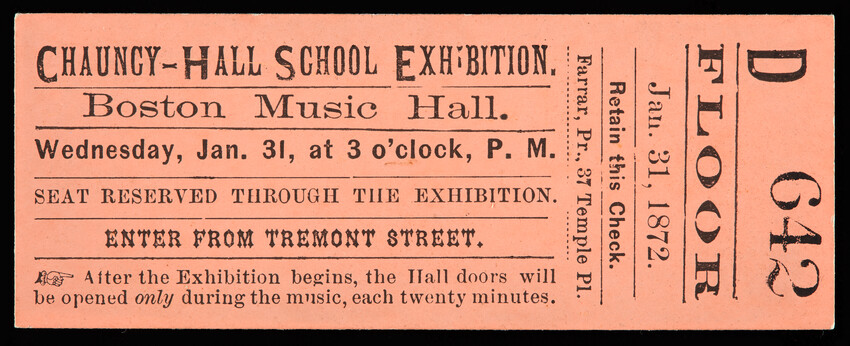 CHAUNCY-HALL SCHOOL EXHIBITION.
Boston Music Hall.
Wednesday, Jan. 31, at 3 o'clock, P. M.
SEAT RESERVED THROUGH THE EXHIBITION.
ENTER FROM TREMONT STREET.
☞ After the Exhibition begins, the Hall doors will
be opened only during the music, each twenty minutes.
Farrar, Pr., 37 Temple Pl.
Retain this Check.
Jan. 31, 1872.
FLOOR
D 642